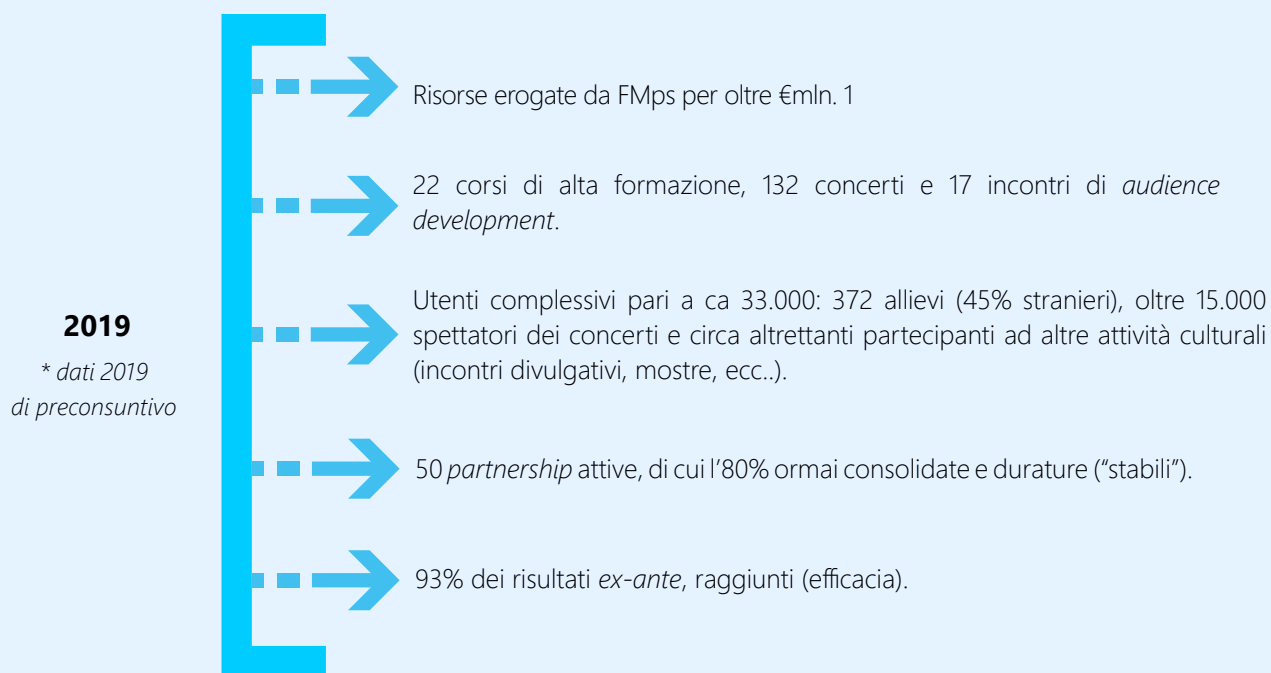 Risorse erogate da FMps per oltre €mln. 1
22 corsi di alta formazione, 132 concerti e 17 incontri di audience
development.
Utenti complessivi pari a ca 33.000: 372 allievi (45% stranieri), oltre 15.000
spettatori dei concerti e circa altrettanti partecipanti ad altre attività culturali
(incontri divulgativi, mostre, ecc..).
2019
* dati 2019
di preconsuntivo
50 partnership attive, di cui l'80% ormai consolidate e durature (“stabili”).
93% dei risultati ex-ante, raggiunti (efficacia).